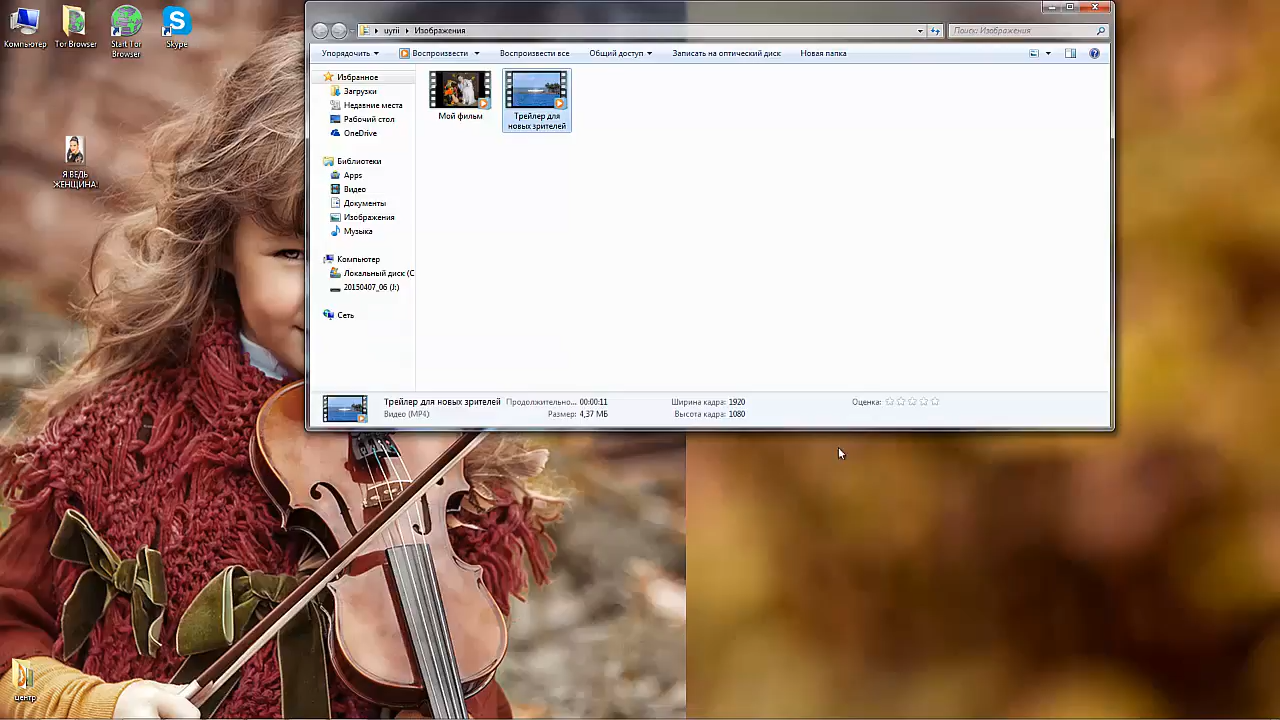 Компьютер
Tor Browser
Start Tor
Browser
Skype
Я ВЕДЬ
ЖЕНЩИНА!
центр
uyrii
Изображения
Поиск: Изображения
Упорядочить
Воспроизвести
Воспроизвести все
Общий доступ
Записать на оптический диск
Новая папка
Избранное
Загрузки
Недавние места
Рабочий стол
OneDrive
Библиотеки
Apps
Видео
Документы
Изображения
Музыка
Компьютер
Локальный диск (C
20150407_06 (J:)
Сеть
Мой фильм
Трейлер для
новых зрителей
Трейлер для новых зрителей
Видео (MP4)
Продолжительно... 00:00:11
Размер: 4,37 МБ
Ширина кадра: 1920
Высота кадра: 1080
Оценка: